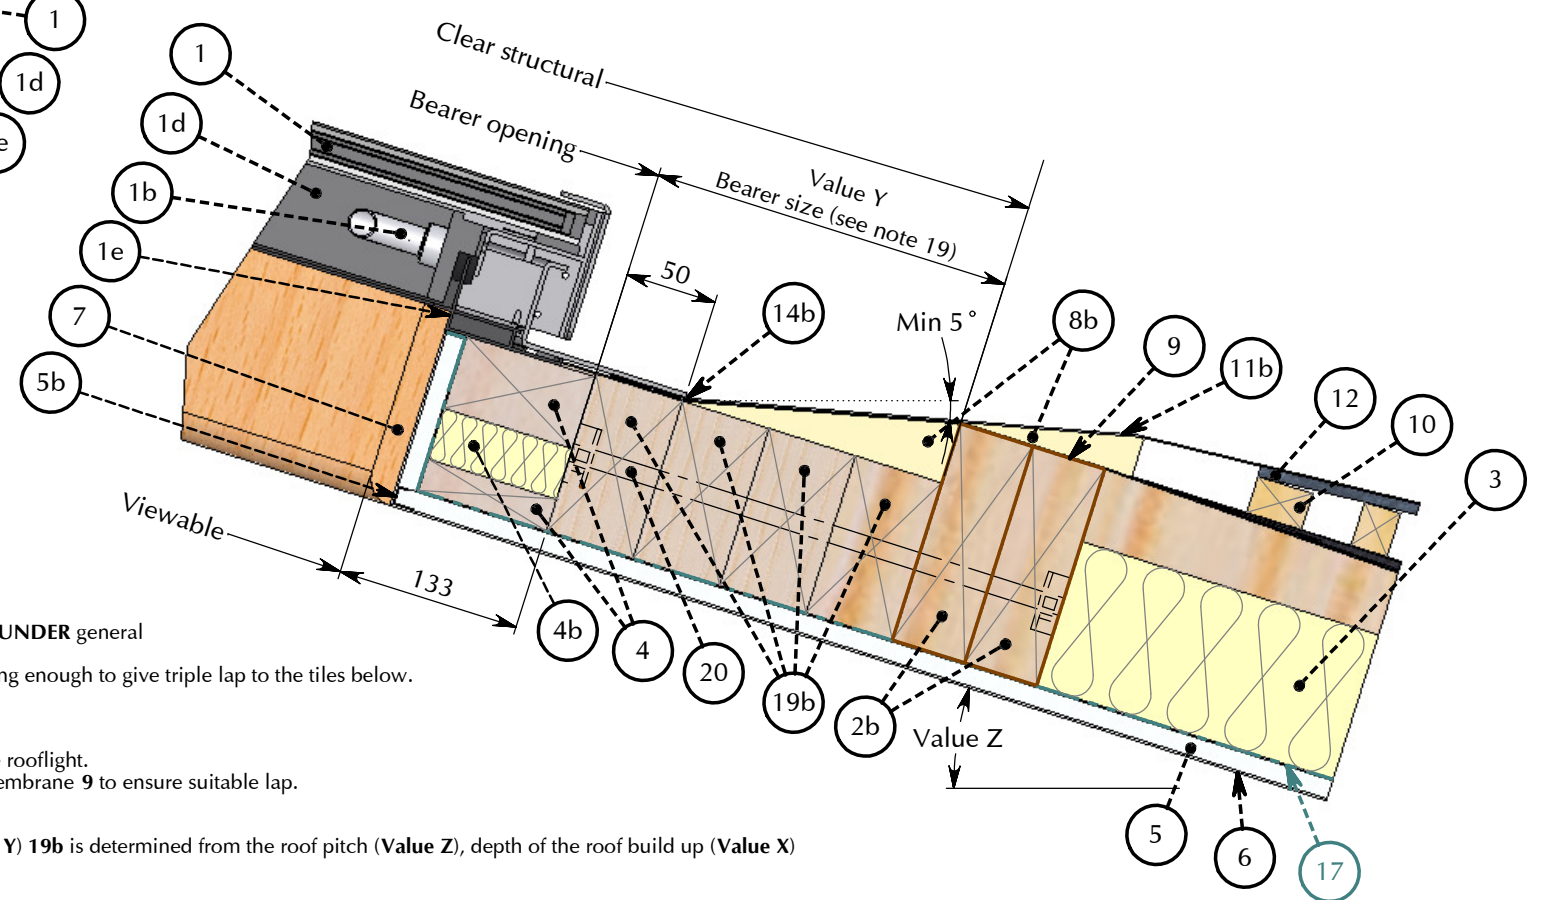 1
1
1d
1d
e
1b
1e
7
5b
Clear structural
Bearer opening
Value Y
Bearer size (see note 19)
50
14b
Min 5°
8b
9
11b
12
10
3
Viewable
133
4b
4
20
19b
2b
Value Z
5
6
17
UNDER general
ng enough to give triple lap to the tiles below.
rooflight.
embrane 9 to ensure suitable lap.
Y) 19b is determined from the roof pitch (Value Z), depth of the roof build up (Value X)